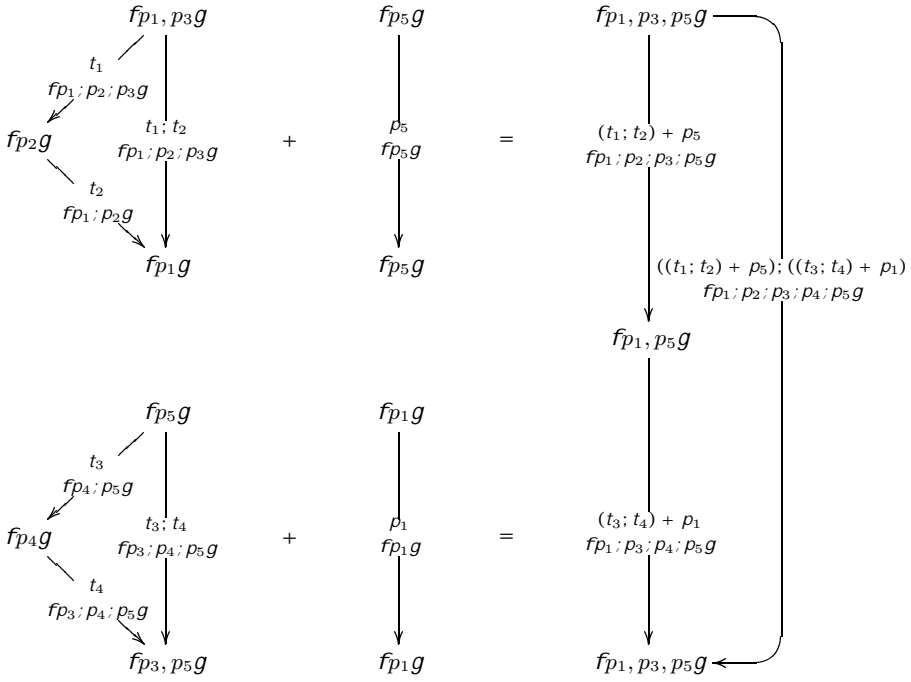 fp₁, p₃g
fp₅g
fp₁, p₃, p₅g
t₁
fp₁; p₂; p₃g
fp₂g
t₁; t₂
fp₁; p₂; p₃g
+
p₅
fp₅g
=
(t₁; t₂) + p₅
fp₁; p₂; p₃; p₅g
t₂
fp₁; p₂g
fp₁g
fp₅g
((t₁; t₂) + p₅); ((t₃; t₄) + p₁)
fp₁; p₂; p₃; p₄; p₅g
fp₁, p₅g
fp₅g
fp₁g
t₃
fp₄; p₅g
fp₄g
t₃; t₄
fp₃; p₄; p₅g
+
p₁
fp₁g
=
(t₃; t₄) + p₁
fp₁; p₃; p₄; p₅g
t₄
fp₃; p₄; p₅g
fp₃, p₅g
fp₁g
fp₁, p₃, p₅g